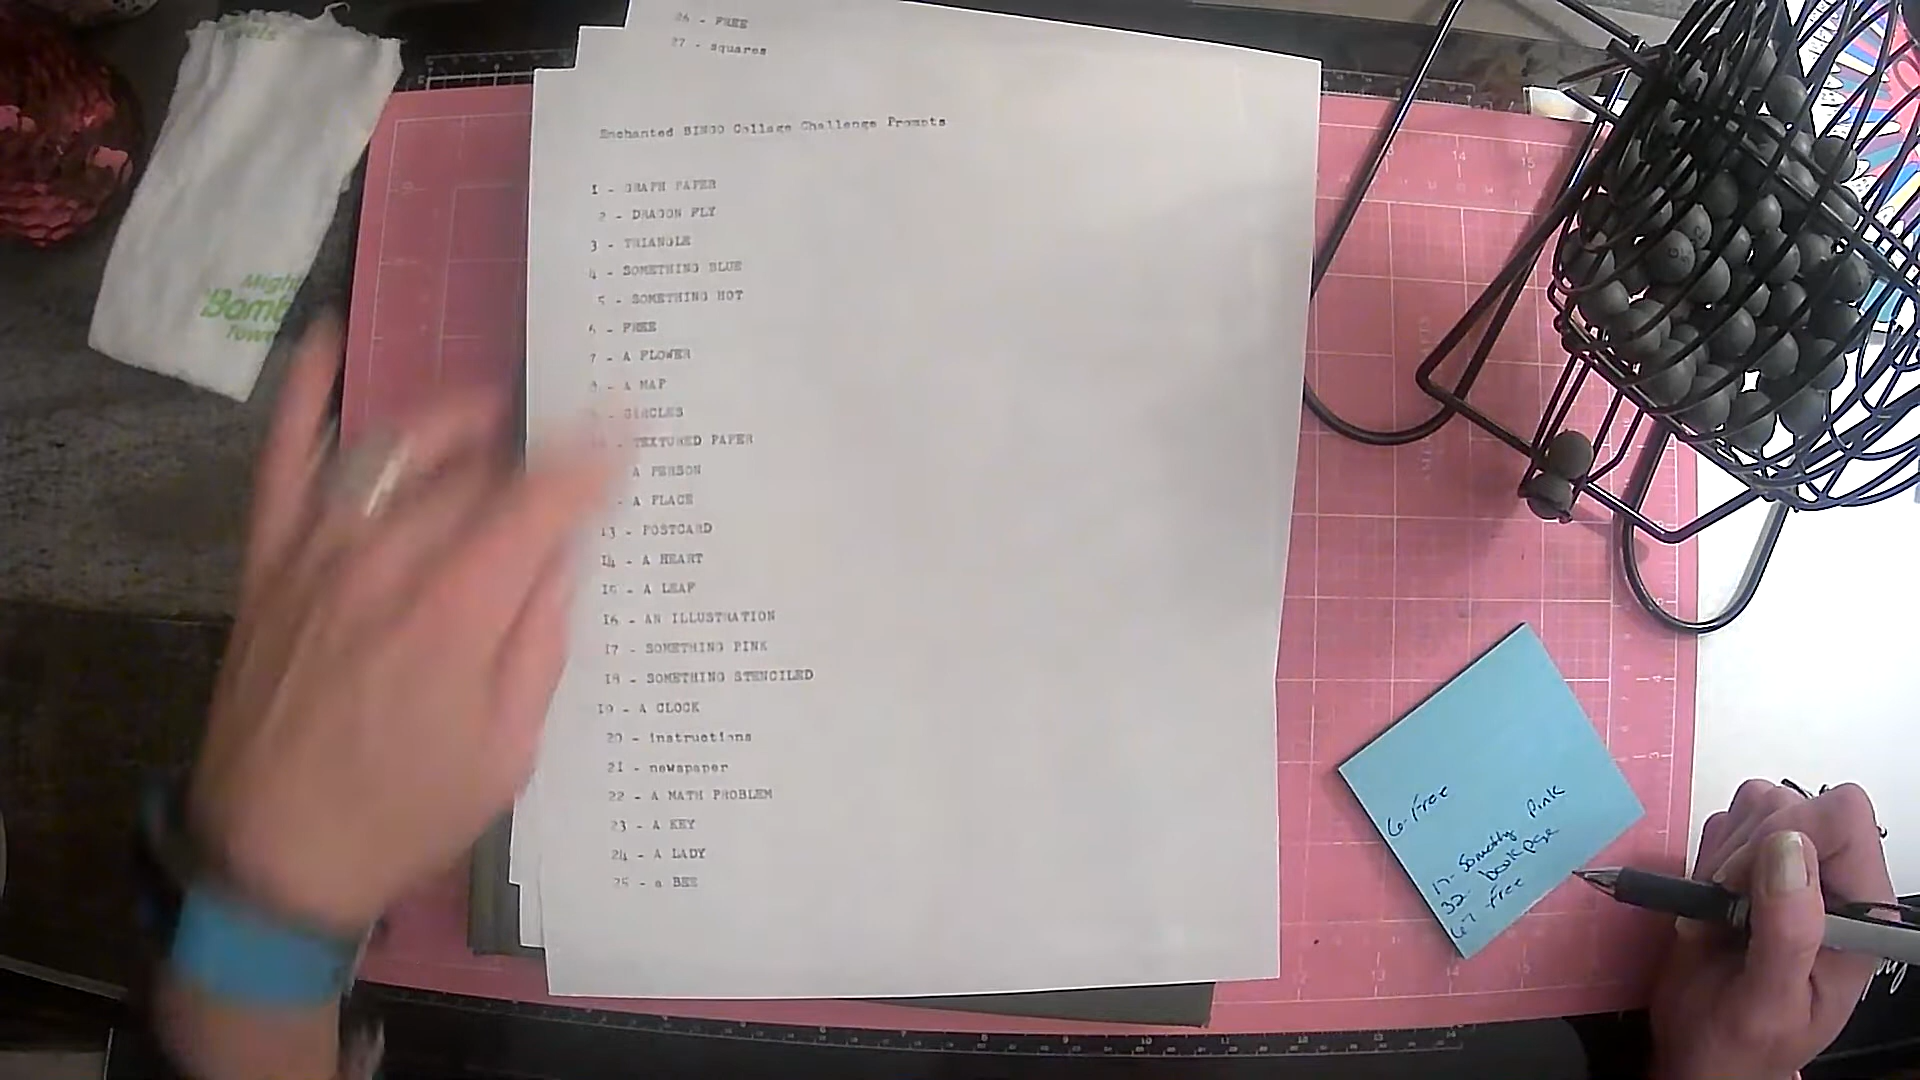 26 - FREE
27 - squares
Enchanted BINGO Collage Challenge Prompts
1 - GRAPH PAPER
2 - DRAGON FLY
3 - TRIANGLE
4 - SOMETHING BLUE
5 - SOMETHING HOT
6 - FREE
7 - A FLOWER
8 - A MAP
- CIRCLES
- TEXTURED PAPER
A PERSON
- A PLACE
13 - POSTCARD
14 - A HEART
15 - A LEAF
16 - AN ILLUSTRATION
17 - SOMETHING PINK
18 - SOMETHING STENCILED
19 - A CLOCK
20 - instructions
21 - newspaper
22 - A MATH PROBLEM
23 - A KEY
24 - A LADY
25 - a BEE
6-Free
17- Somethg Pink
32- bookpage
67 Free